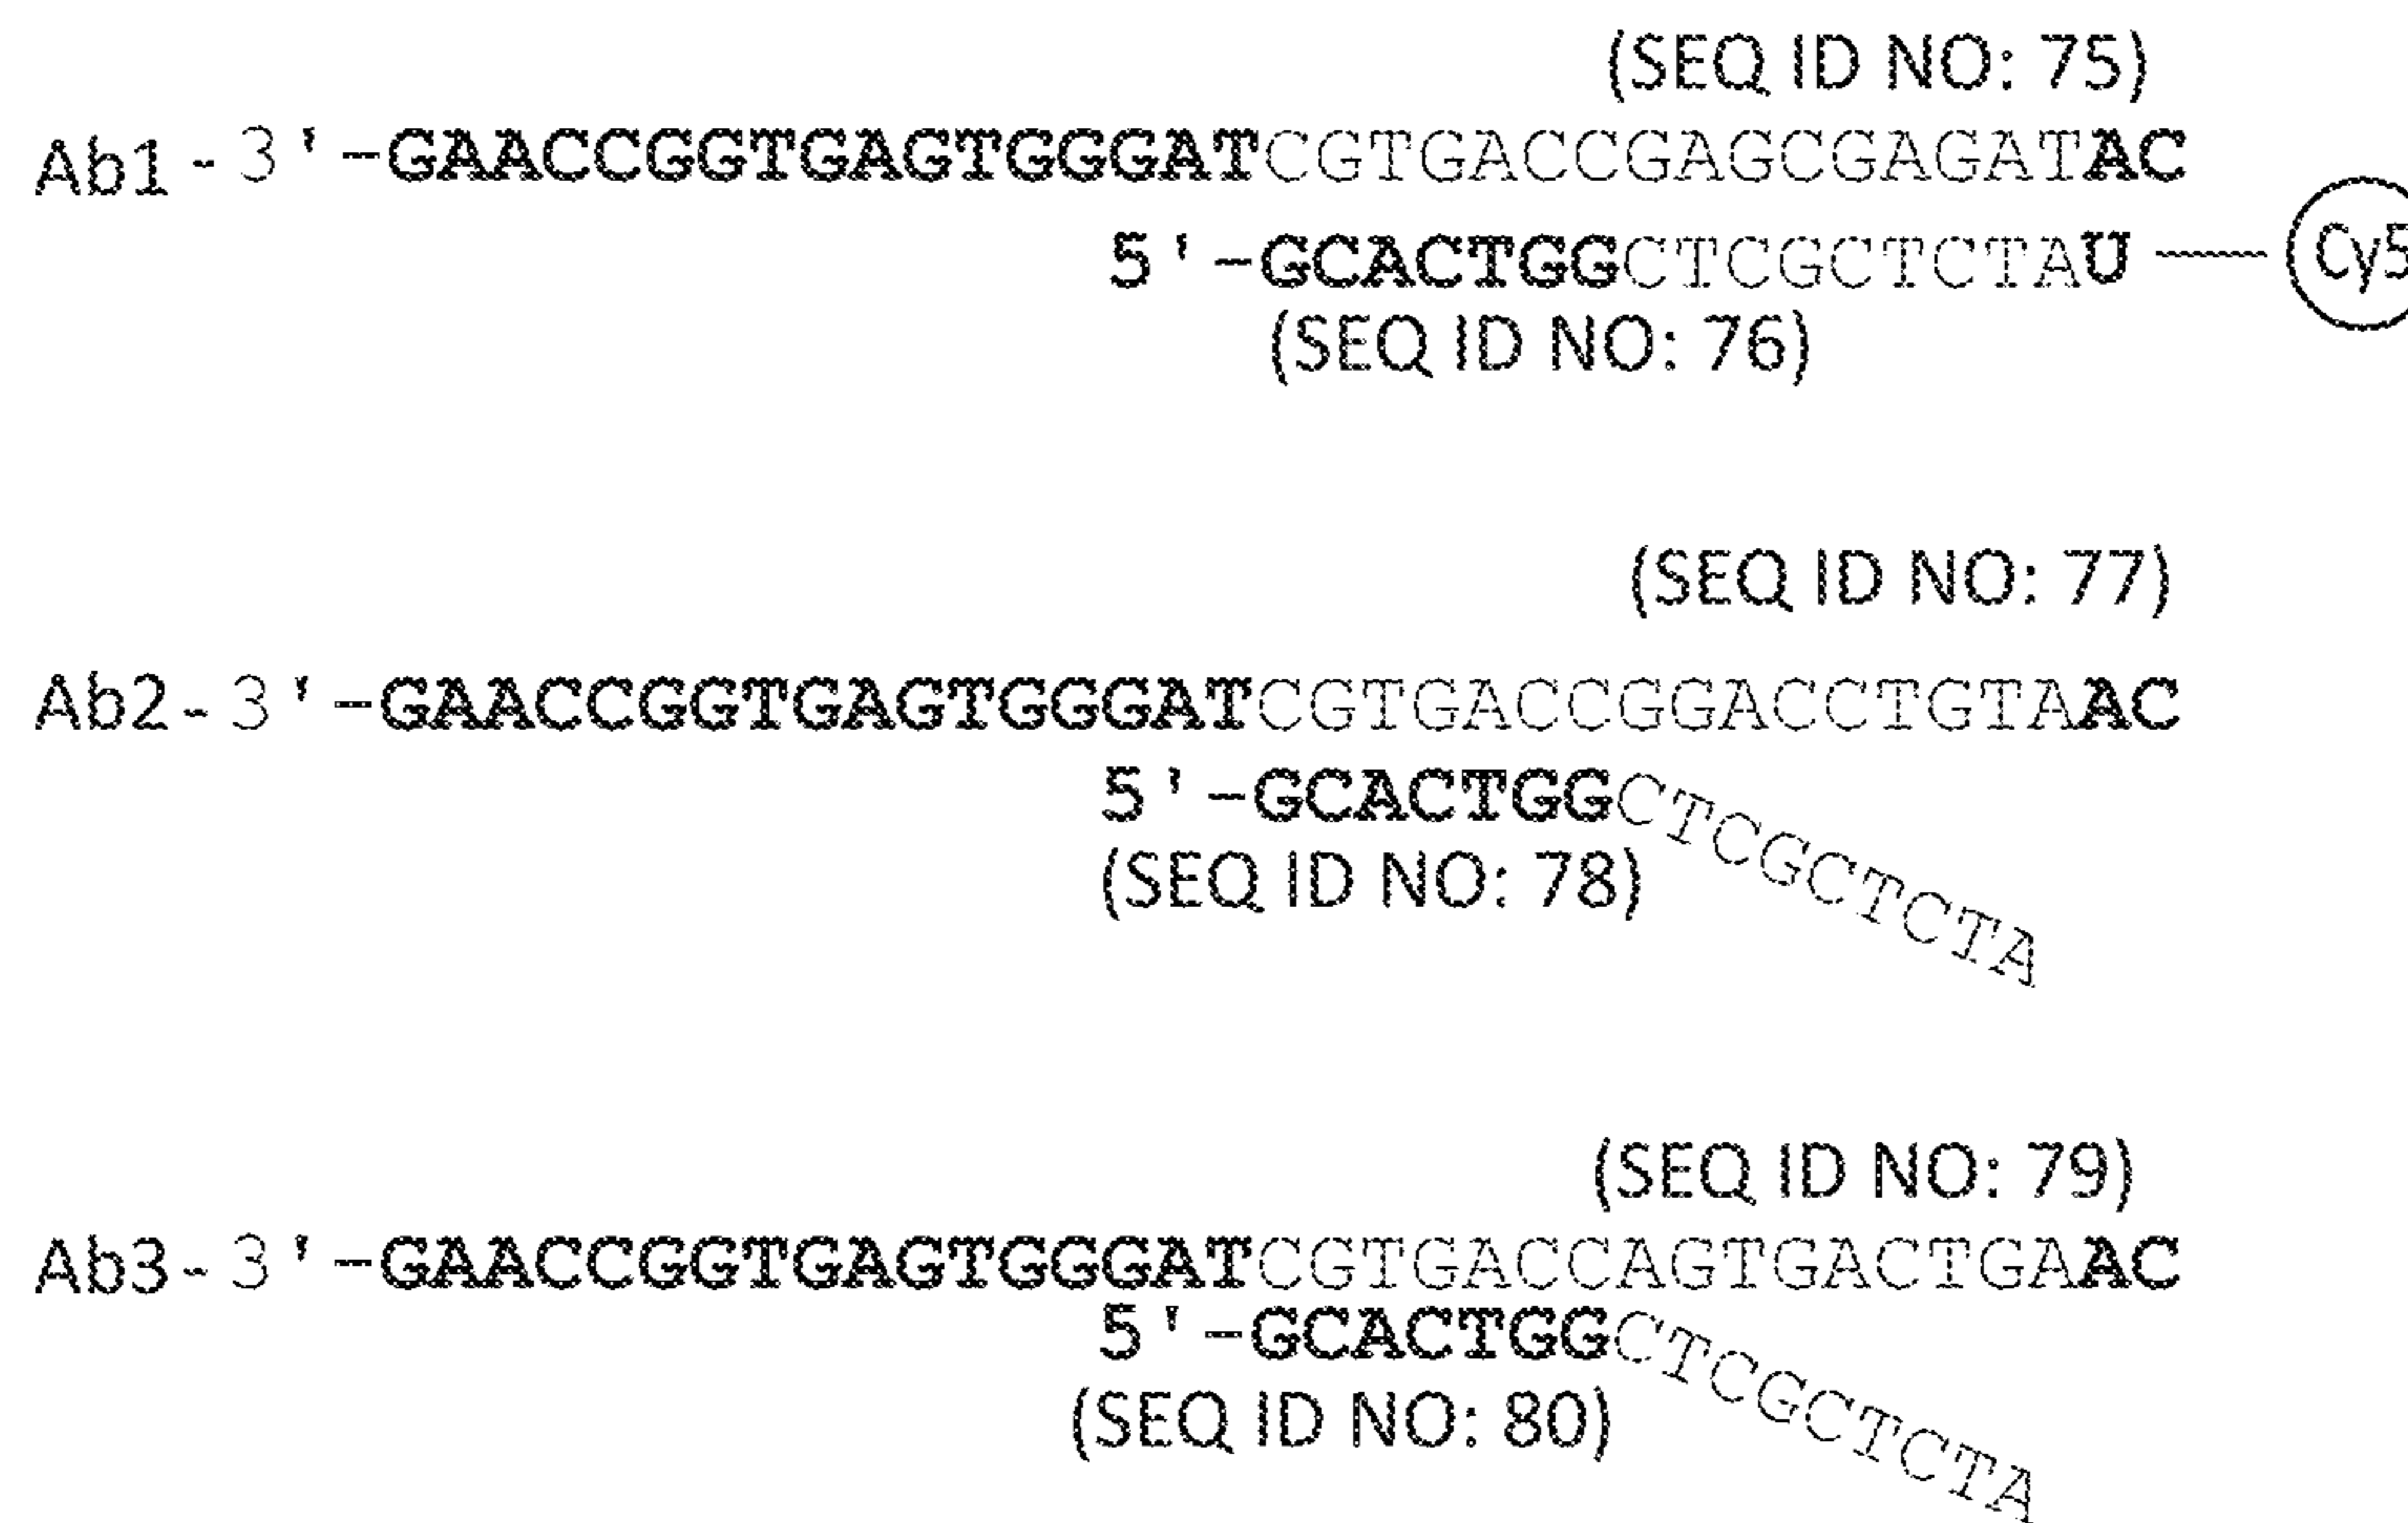 (SEQ ID NO: 75)
Ab1 - 3'-GAACCGGTGAGTGGGATCGTGACCGAGCGAGATAC
5'-GCACTGGCTCGCTCTAU — Cy5
(SEQ ID NO: 76)
(SEQ ID NO: 77)
Ab2- 3'-GAACCGGTGAGTGGGATCGTGACCGGACCTGTAAC
5'-GCACTGGCTCGCTCTA
(SEQ ID NO: 78)
(SEQ ID NO: 79)
Ab3- 3'-GAACCGGTGAGTGGGATCGTGACCAGTGACTGAAC
5'-GCACTGGCTCGCTCTA
(SEQ ID NO: 80)